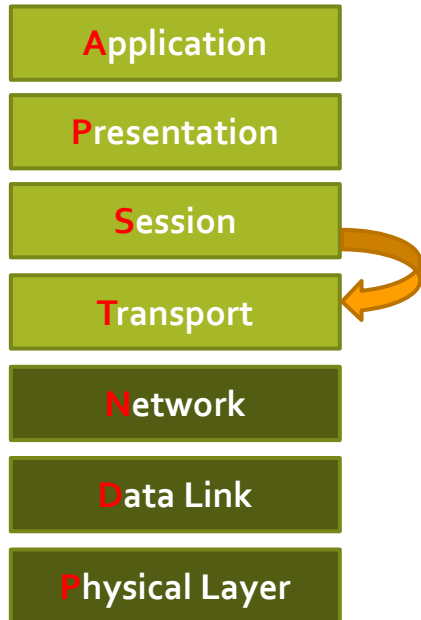 Application
Presentation
Session
Transport
Network
Data Link
Physical Layer